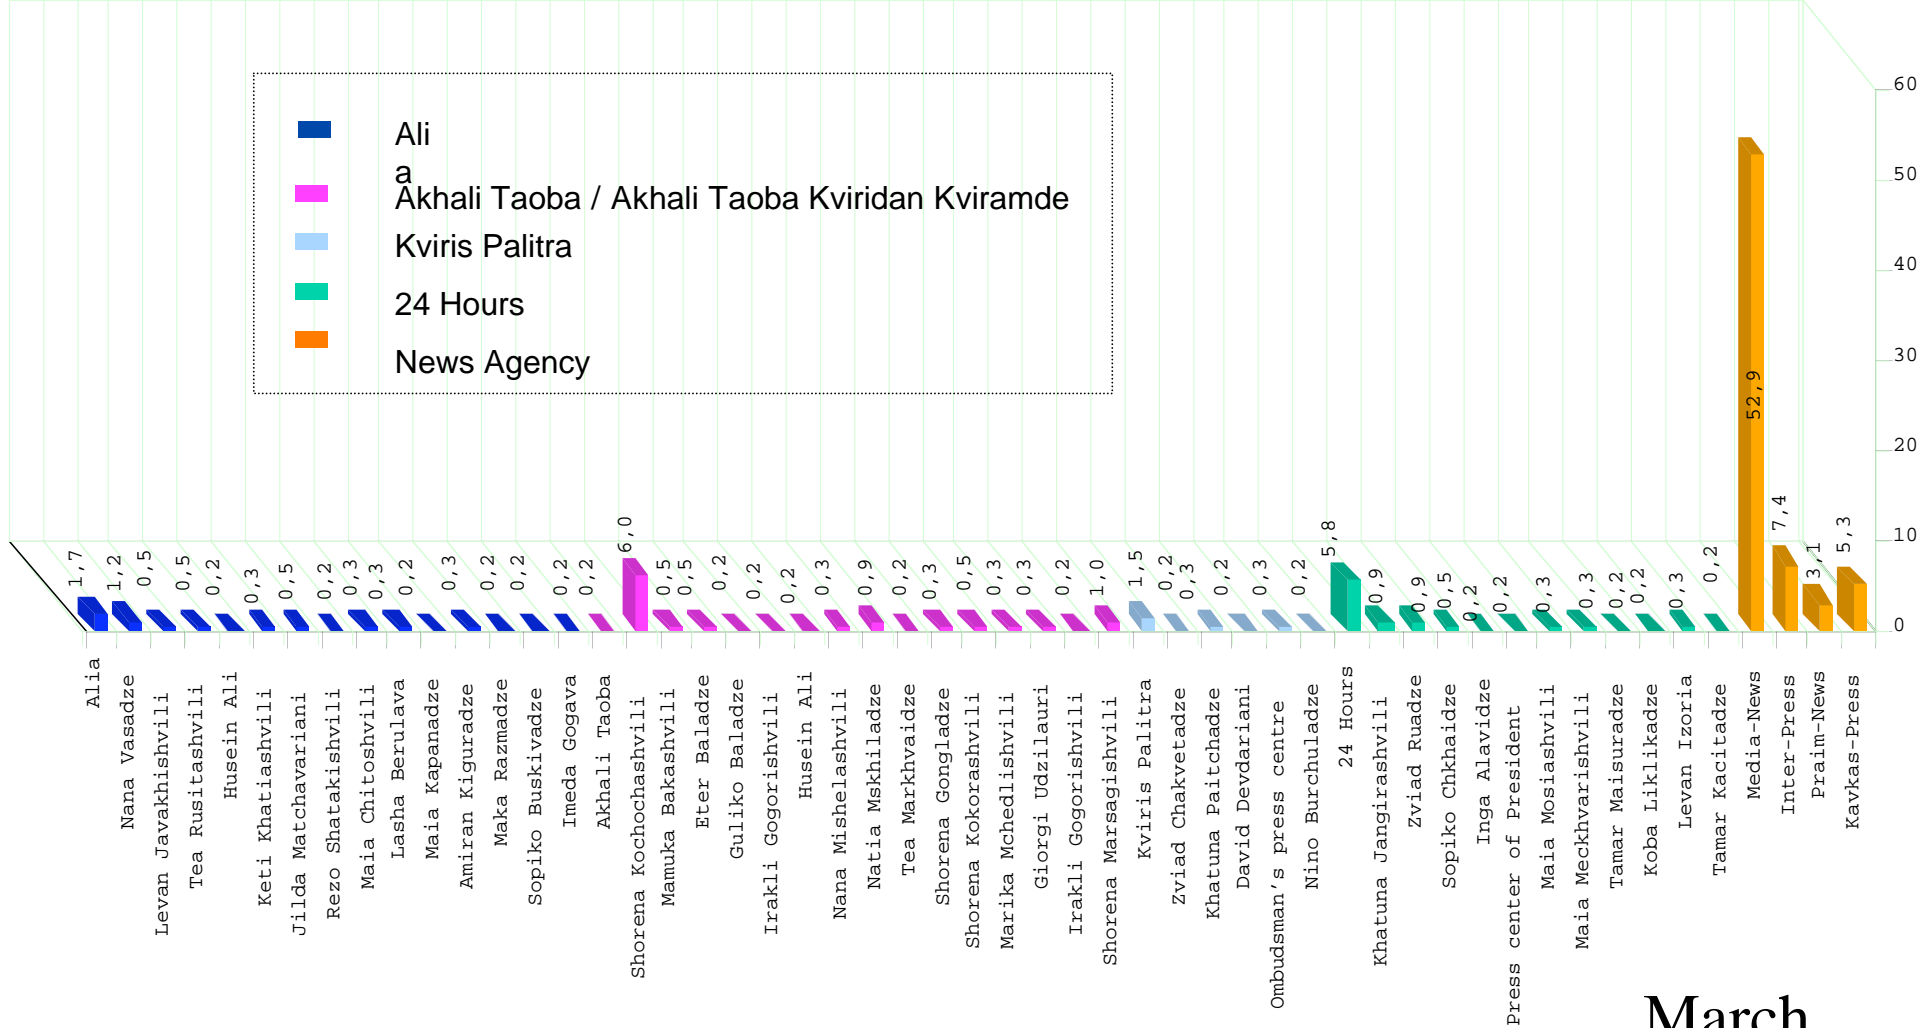 Ali
a
Akhali Taoba / Akhali Taoba Kviridan Kviramde
Kviris Palitra
24 Hours
News Agency
60
50
40
30
20
10
0
1,7
1,2
0,5
0,5
0,2
0,3
0,5
0,2
0,3
0,3
0,2
0,3
0,2
0,2
0,2
0,2
6,0
0,5
0,5
0,2
0,2
0,2
0,3
0,9
0,2
0,3
0,5
0,3
0,3
0,2
1,0
1,5
0,2
0,3
0,2
0,3
0,2
5,8
0,9
0,9
0,5
0,2
0,2
0,3
0,3
0,2
0,2
0,3
0,2
52,9
7,4
3,1
5,3
Alia
Nana Vasadze
Levan Javakhishvili
Tea Rusitashvili
Husein Ali
Keti Khatiashvili
Jilda Matchavariani
Rezo Shatakishvili
Maia Chitoshvili
Lasha Berulava
Maia Kapanadze
Amiran Kiguradze
Maka Razmadze
Sopiko Buskivadze
Imeda Gogava
Akhali Taoba
Shorena Kochochashvili
Mamuka Bakashvili
Eter Baladze
Guliko Baladze
Irakli Gogorishvili
Husein Ali
Nana Mishelashvili
Natia Mskhiladze
Tea Markhvaidze
Shorena Gongladze
Shorena Kokorashvili
Marika Mchedlishvili
Giorgi Udzilauri
Irakli Gogorishvili
Shorena Marsagishvili
Kviris Palitra
Zviad Chakvetadze
Khatuna Paitchadze
David Devdariani
Ombudsman's press centre
Nino Burchuladze
24 Hours
Khatuna Jangirashvili
Zviad Ruadze
Sopiko Chkhaidze
Inga Alavidze
Press center of President
Maia Mosiashvili
Maia Meckhvarishvili
Tamar Maisuradze
Koba Liklikadze
Levan Izoria
Tamar Kacitadze
Media-News
Inter-Press
Praim-News
Kavkas-Press
March